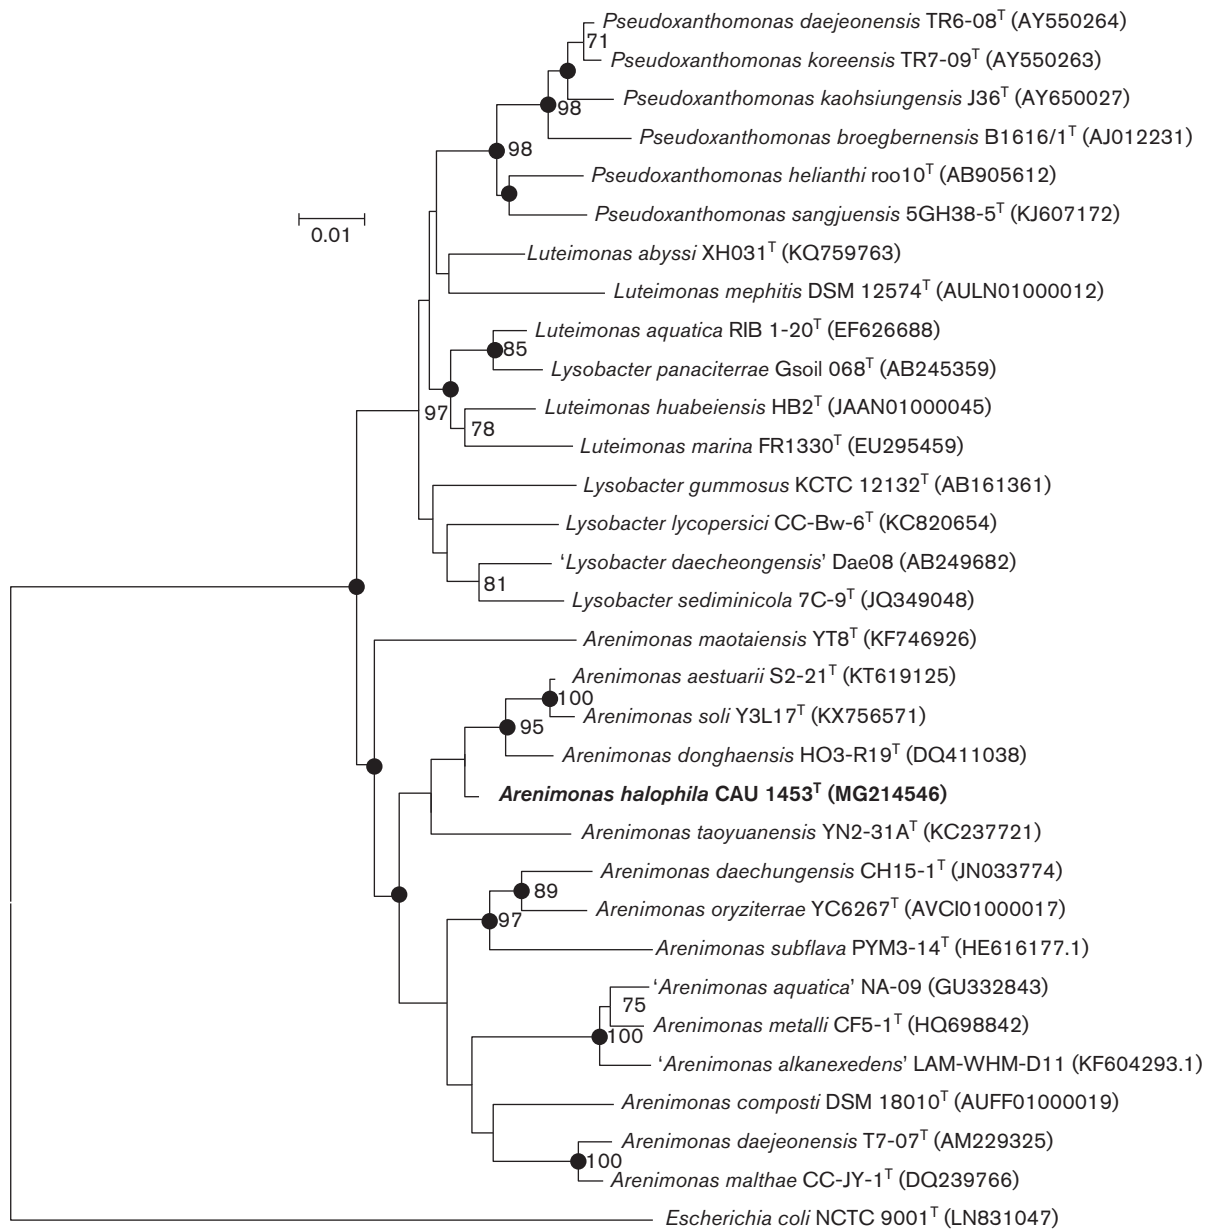 Pseudoxanthomonas daejeonensis TR6-08T (AY550264)
71
Pseudoxanthomonas koreensis TR7-09T (AY550263)
Pseudoxanthomonas kaohsiungensis J36T (AY650027)
98
Pseudoxanthomonas broegbernensis B1616/1T (AJ012231)
98
Pseudoxanthomonas helianthi roo10T (AB905612)
Pseudoxanthomonas sangjuensis 5GH38-5T (KJ607172)
0.01
Luteimonas abyssi XH031T (KQ759763)
Luteimonas mephitis DSM 12574T (AULN01000012)
Luteimonas aquatica RIB 1-20T (EF626688)
85
Lysobacter panaciterrae Gsoil 068T (AB245359)
Luteimonas huabeiensis HB2T (JAAN01000045)
97
78
Luteimonas marina FR1330T (EU295459)
Lysobacter gummosus KCTC 12132T (AB161361)
Lysobacter lycopersici CC-Bw-6T (KC820654)
‘Lysobacter daecheongensis’ Dae08 (AB249682)
81
Lysobacter sediminicola 7C-9T (JQ349048)
Arenimonas maotaiensis YT8T (KF746926)
Arenimonas aestuarii S2-21T (KT619125)
100
Arenimonas soli Y3L17T (KX756571)
95
Arenimonas donghaensis HO3-R19T (DQ411038)
Arenimonas halophila CAU 1453T (MG214546)
Arenimonas taoyuanensis YN2-31AT (KC237721)
Arenimonas daechungensis CH15-1T (JN033774)
89
Arenimonas oryziterrae YC6267T (AVCI01000017)
97
Arenimonas subflava PYM3-14T (HE616177.1)
‘Arenimonas aquatica’ NA-09 (GU332843)
75
Arenimonas metalli CF5-1T (HQ698842)
100
‘Arenimonas alkanexedens’ LAM-WHM-D11 (KF604293.1)
Arenimonas composti DSM 18010T (AUFF01000019)
Arenimonas daejeonensis T7-07T (AM229325)
100
Arenimonas malthae CC-JY-1T (DQ239766)
Escherichia coli NCTC 9001T (LN831047)